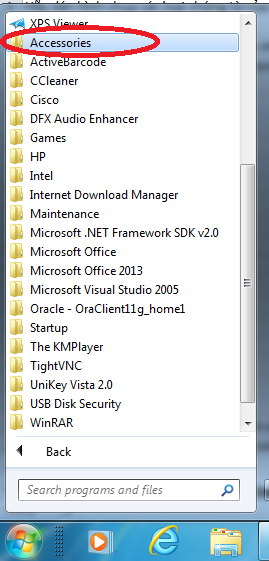 XPS Viewer
Accessories
ActiveBarcode
CCleaner
Cisco
DFX Audio Enhancer
Games
HP
Intel
Internet Download Manager
Maintenance
Microsoft .NET Framework SDK v2.0
Microsoft Office
Microsoft Office 2013
Microsoft Visual Studio 2005
Oracle - OraClient11g_home1
Startup
The KMPlayer
TightVNC
UniKey Vista 2.0
USB Disk Security
WinRAR
Back
Search programs and files